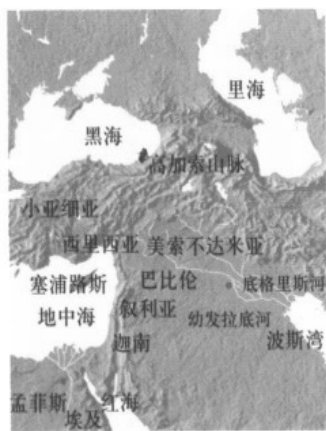 里海
黑海
高加索山脉
小亚细亚
西里西亚
美索不达米亚
塞浦路斯
巴比伦
底格里斯河
地中海
叙利亚
幼发拉底河
波斯湾
迦南
孟菲斯
红海
埃及